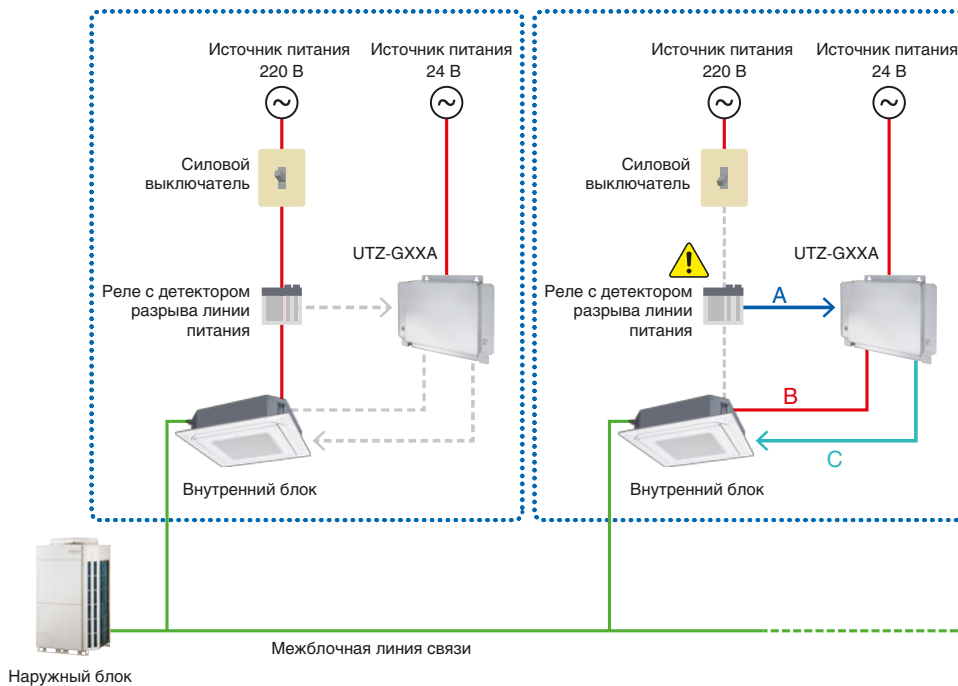 Источник питания
220 В
Источник питания
24 В
Силовой
выключатель
UTZ-GXXA
Реле с детектором
разрыва линии
питания
Внутренний блок
Источник питания
220 В
Источник питания
24 В
Силовой
выключатель
UTZ-GXXA
Реле с детектором
разрыва линии
питания
A
B
C
Внутренний блок
Межблочная линия связи
Наружный блок